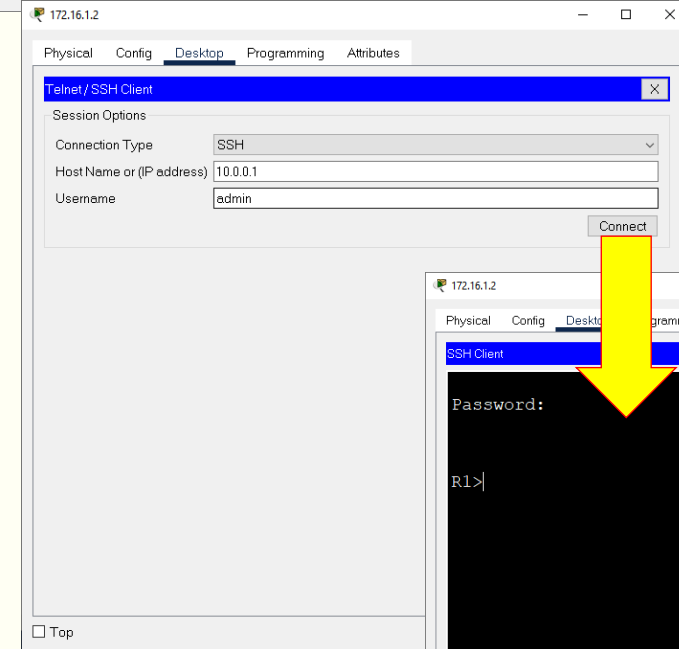 172.16.1.2
Physical Config Desktop Programming Attributes
Telnet / SSH Client X
Session Options
Connection Type SSH
Host Name or (IP address) 10.0.0.1
Username admin
Connect
172.16.1.2
Physical Config
SSH Client
Password:
R1>
Top